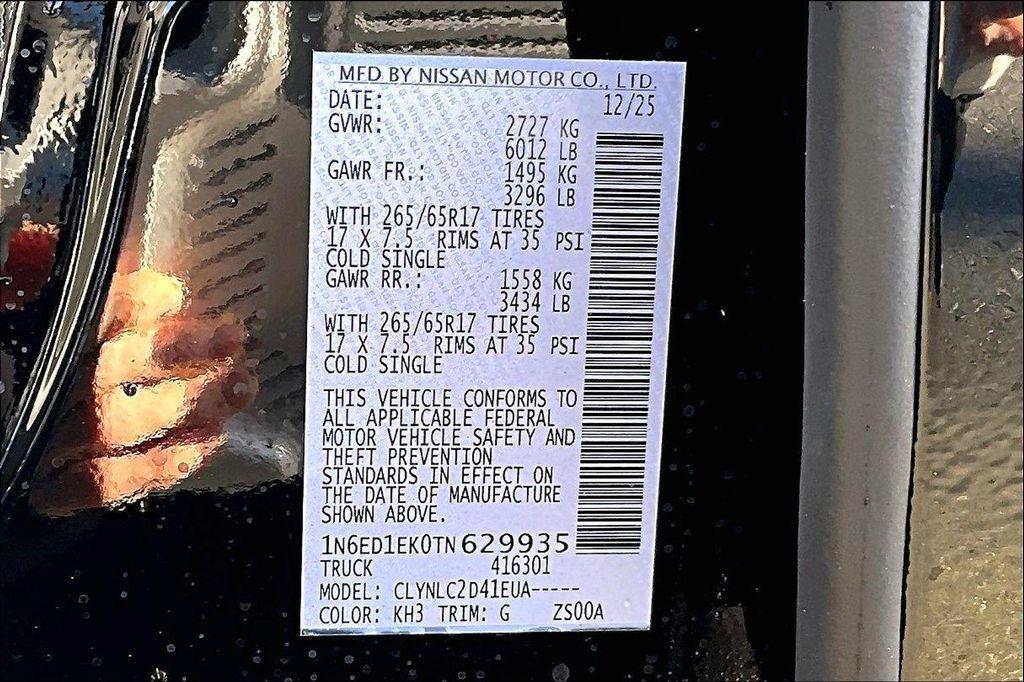 MFD BY NISSAN MOTOR CO., LTD.
DATE: 12/25
GVWR: 2727 KG
6012 LB
GAWR FR.: 1495 KG
3296 LB
WITH 265/65R17 TIRES
17 X 7.5 RIMS AT 35 PSI
COLD SINGLE
GAWR RR.: 1558 KG
3434 LB
WITH 265/65R17 TIRES
17 X 7.5 RIMS AT 35 PSI
COLD SINGLE
THIS VEHICLE CONFORMS TO
ALL APPLICABLE FEDERAL
MOTOR VEHICLE SAFETY AND
THEFT PREVENTION
STANDARDS IN EFFECT ON
THE DATE OF MANUFACTURE
SHOWN ABOVE.
1N6ED1EK0TN629935
TRUCK 416301
MODEL: CLYNLC2D41EUA-----
COLOR: KH3 TRIM: G ZS00A